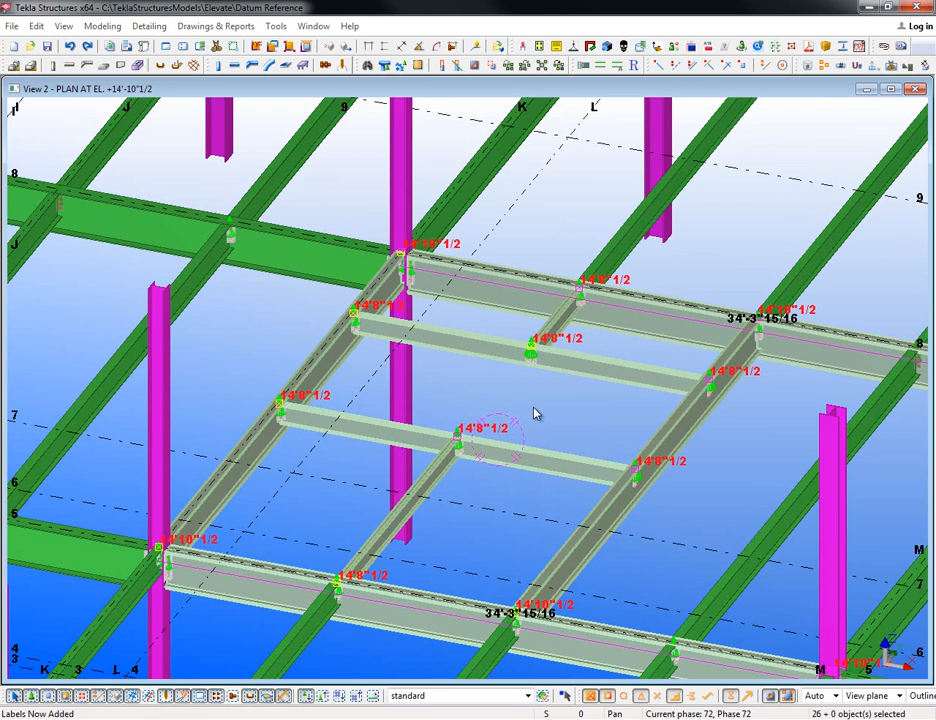 Tekla Structures x64 - C:\TeklaStructuresModels\Elevate\Datum Reference
File Edit View Modeling Detailing Drawings & Reports Tools Window Help
Log in
View 2 - PLAN AT EL. +14'-10"1/2
J 9 K L
8
9
J
14'10"1/2
14'8"1/2
14'8"1/2
14'10"1/2
34'-3"15/16
14'8"1/2
8
14'8"1/2
14'8"1/2
7
14'8"1/2
14'8"1/2
6
5
14'10"1/2
M
14'8"1/2
7
14'10"1/2
34'-3"15/16
4
3
K 3 L 4
M 5
6
standard
Auto
View plane
Outline
Labels Now Added
S 0 Pan Current phase: 72, Phase 72 26 + 0 object(s) selected